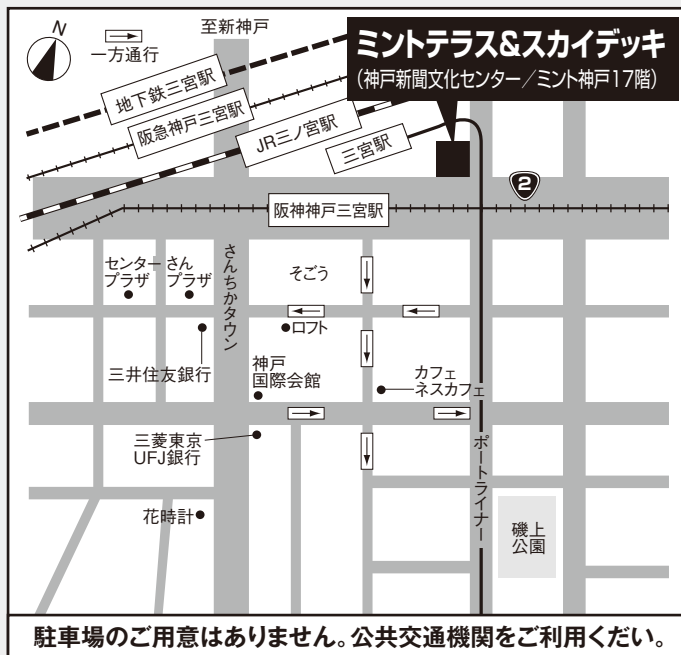 N
一方通行
至新神戸
ミントテラス&スカイデッキ
(神戸新聞文化センター/ミント神戸17階)
地下鉄三宮駅
阪急神戸三宮駅
JR三ノ宮駅
三宮駅
2
阪神神戸三宮駅
センター
プラザ
さん
プラザ
さんちかタウン
そごう
ロフト
三井住友銀行
神戸
国際会館
カフェ
ネスカフェ
三菱東京
UFJ銀行
ポートライナー
花時計
磯上
公園
駐車場のご用意はありません。公共交通機関をご利用くだい。